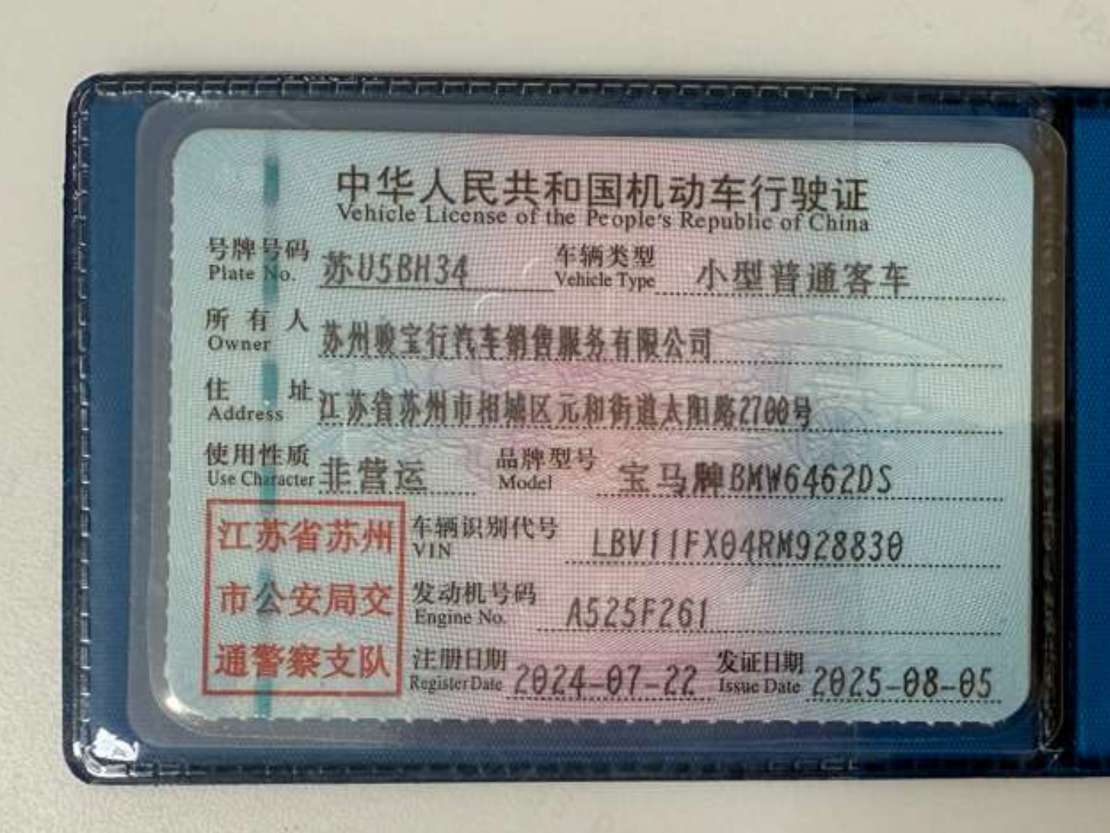 中华人民共和国机动车行驶证
Vehicle License of the People's Republic of China
号牌号码 苏U5BH34 车辆类型 小型普通客车
Plate No. Vehicle Type
所有人 苏州骏宝行汽车销售服务有限公司
Owner
住址 江苏省苏州市相城区元和街道太阳路2700号
Address
使用性质 非营运 品牌型号 宝马牌BMW6462DS
Use Character Model
江苏省苏州 车辆识别代号 LBV11FX04RM928830
VIN
市公安局交 发动机号码 A525F261
Engine No.
通警察支队 注册日期 2024-07-22 发证日期 2025-08-05
Register Date Issue Date